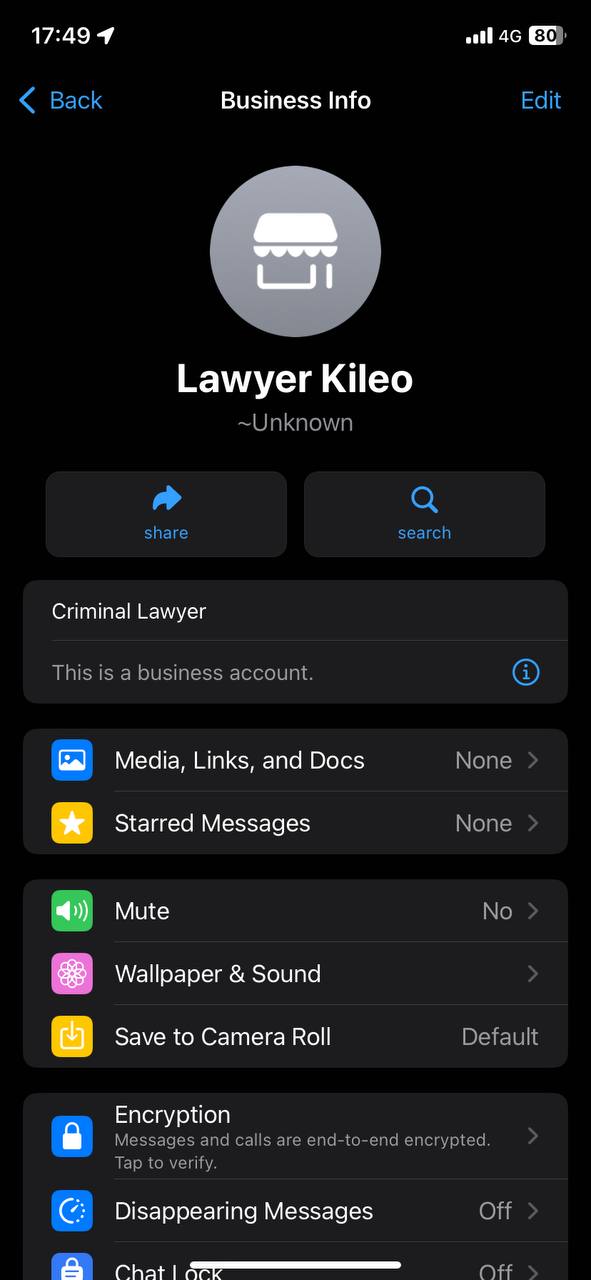 17:49
4G 80
Back Business Info Edit
Lawyer Kileo
~Unknown
share search
Criminal Lawyer
This is a business account.
Media, Links, and Docs None
Starred Messages None
Mute No
Wallpaper & Sound
Save to Camera Roll Default
Encryption
Messages and calls are end-to-end encrypted.
Tap to verify.
Disappearing Messages Off
Chat Lock Off